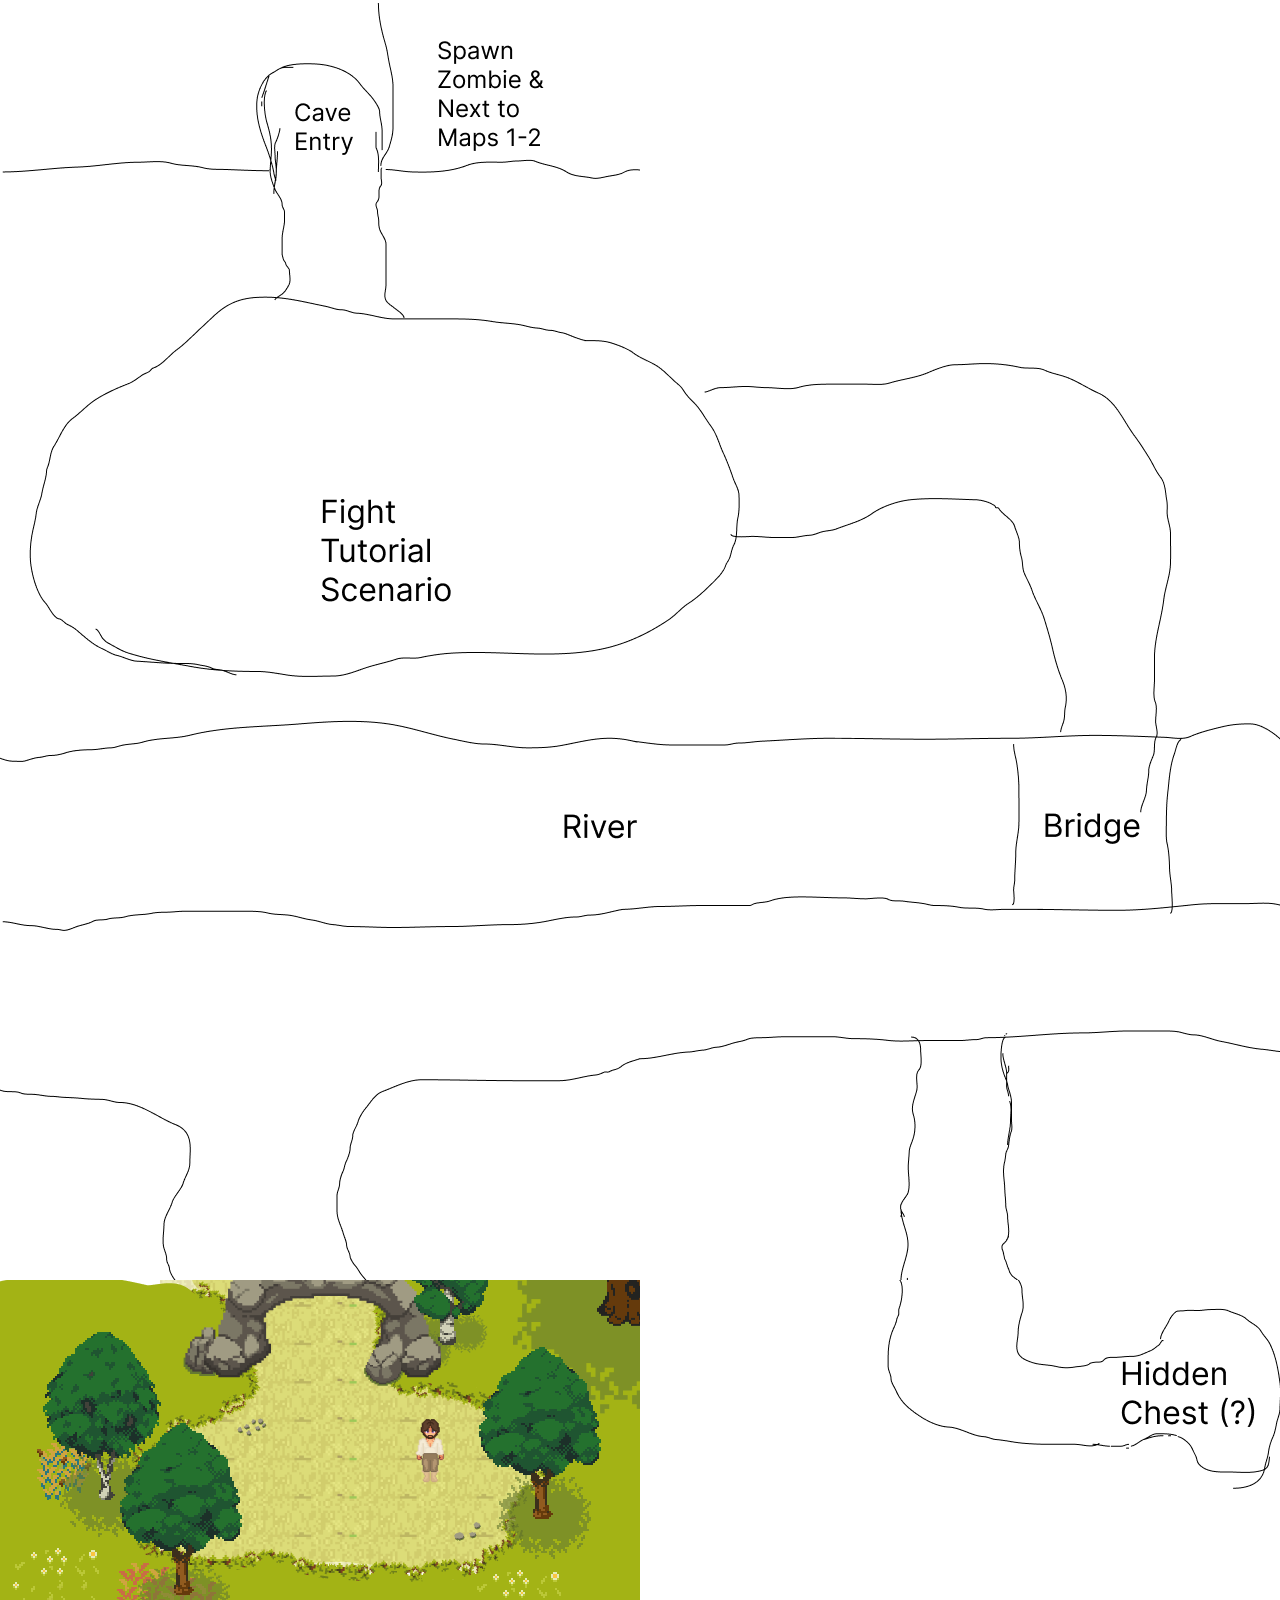 Spawn
Zombie &
Next to
Maps 1-2
Cave
Entry
Fight
Tutorial
Scenario
River
Bridge
Hidden
Chest (?)